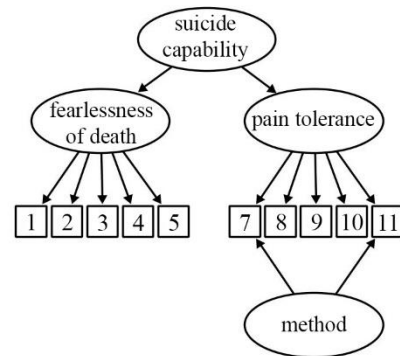 suicide
capability
fearlessness
of death
pain tolerance
1 2 3 4 5
7 8 9 10 11
method